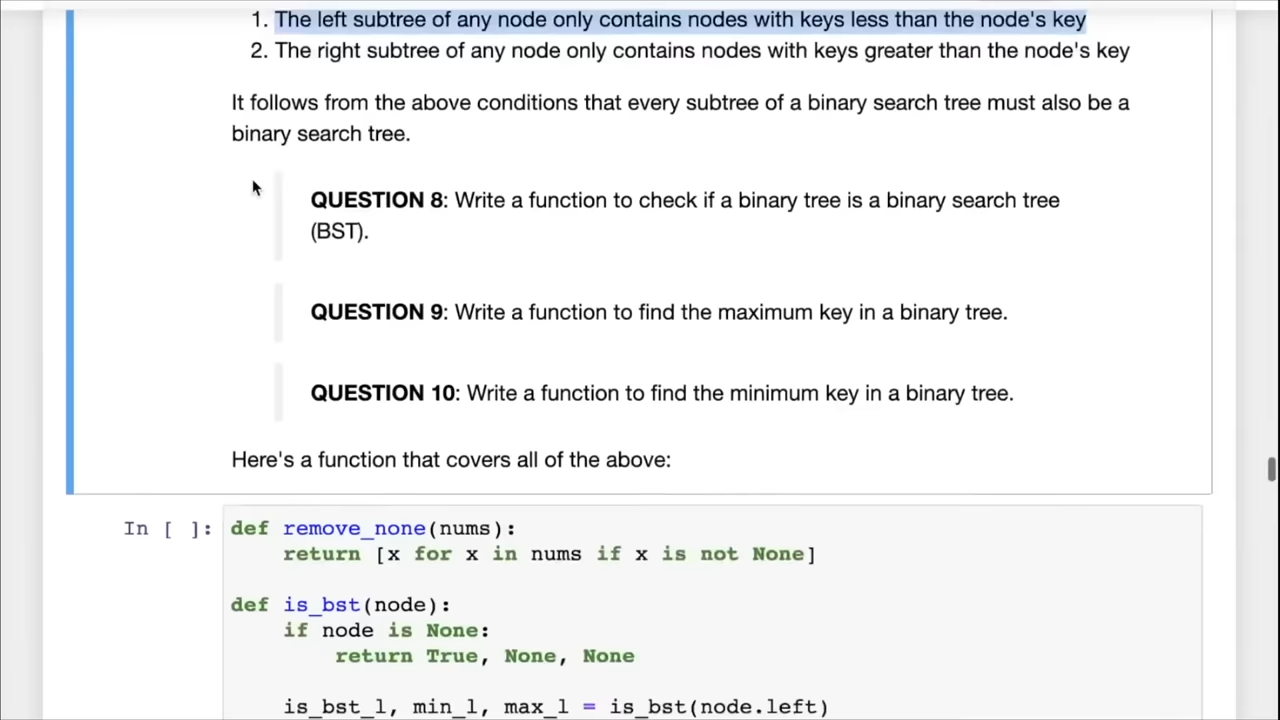 1. The left subtree of any node only contains nodes with keys less than the node's key
2. The right subtree of any node only contains nodes with keys greater than the node's key
It follows from the above conditions that every subtree of a binary search tree must also be a
binary search tree.
QUESTION 8: Write a function to check if a binary tree is a binary search tree
(BST).
QUESTION 9: Write a function to find the maximum key in a binary tree.
QUESTION 10: Write a function to find the minimum key in a binary tree.
Here's a function that covers all of the above:
In [ ]: def remove_none(nums):
    return [x for x in nums if x is not None]
def is_bst(node):
    if node is None:
        return True, None, None
    is_bst_l, min_l, max_l = is_bst(node.left)